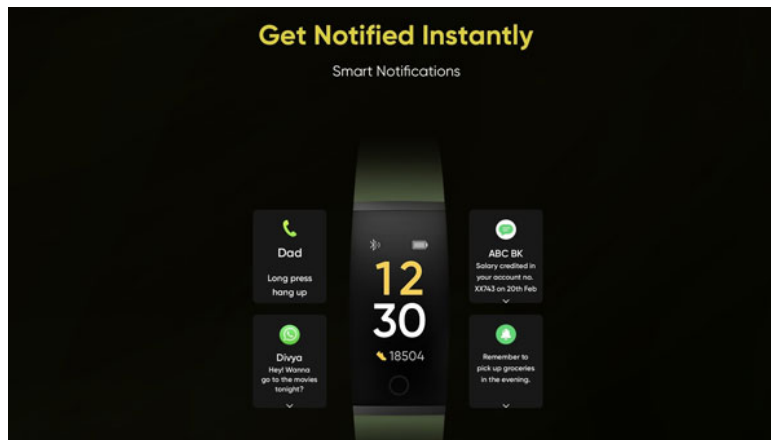 Get Notified Instantly
Smart Notifications
Dad
Long press
hang up
12
30
18504
ABC BK
Salary credited in
your account no.
XX743 on 20th Feb
Divya
Hey! Wanna
go to the movies
tonight?
Remember to
pick up groceries
in the evening.